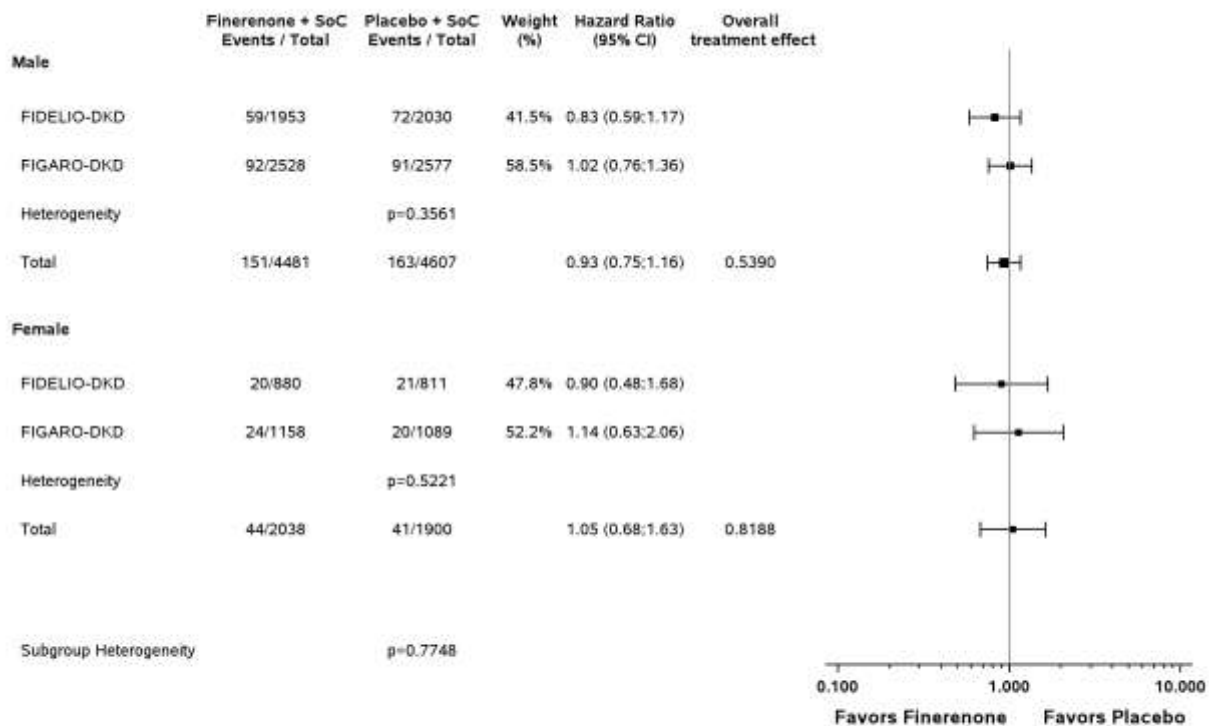 Finerenone + SoC Placebo + SoC Weight Hazard Ratio Overall
Events / Total Events / Total (%) (95% CI) treatment effect
Male
FIDELIO-DKD 59/1953 72/2030 41.5% 0.83 (0.59;1.17)
FIGARO-DKD 92/2528 91/2577 58.5% 1.02 (0.76;1.36)
Heterogeneity p=0.3561
Total 151/4481 163/4607 0.93 (0.75;1.16) 0.5390
Female
FIDELIO-DKD 20/880 21/811 47.8% 0.90 (0.48;1.68)
FIGARO-DKD 24/1158 20/1089 52.2% 1.14 (0.63;2.06)
Heterogeneity p=0.5221
Total 44/2038 41/1900 1.05 (0.68;1.63) 0.8188
Subgroup Heterogeneity p=0.7748
0.100 1.000 10.000
Favors Finerenone Favors Placebo